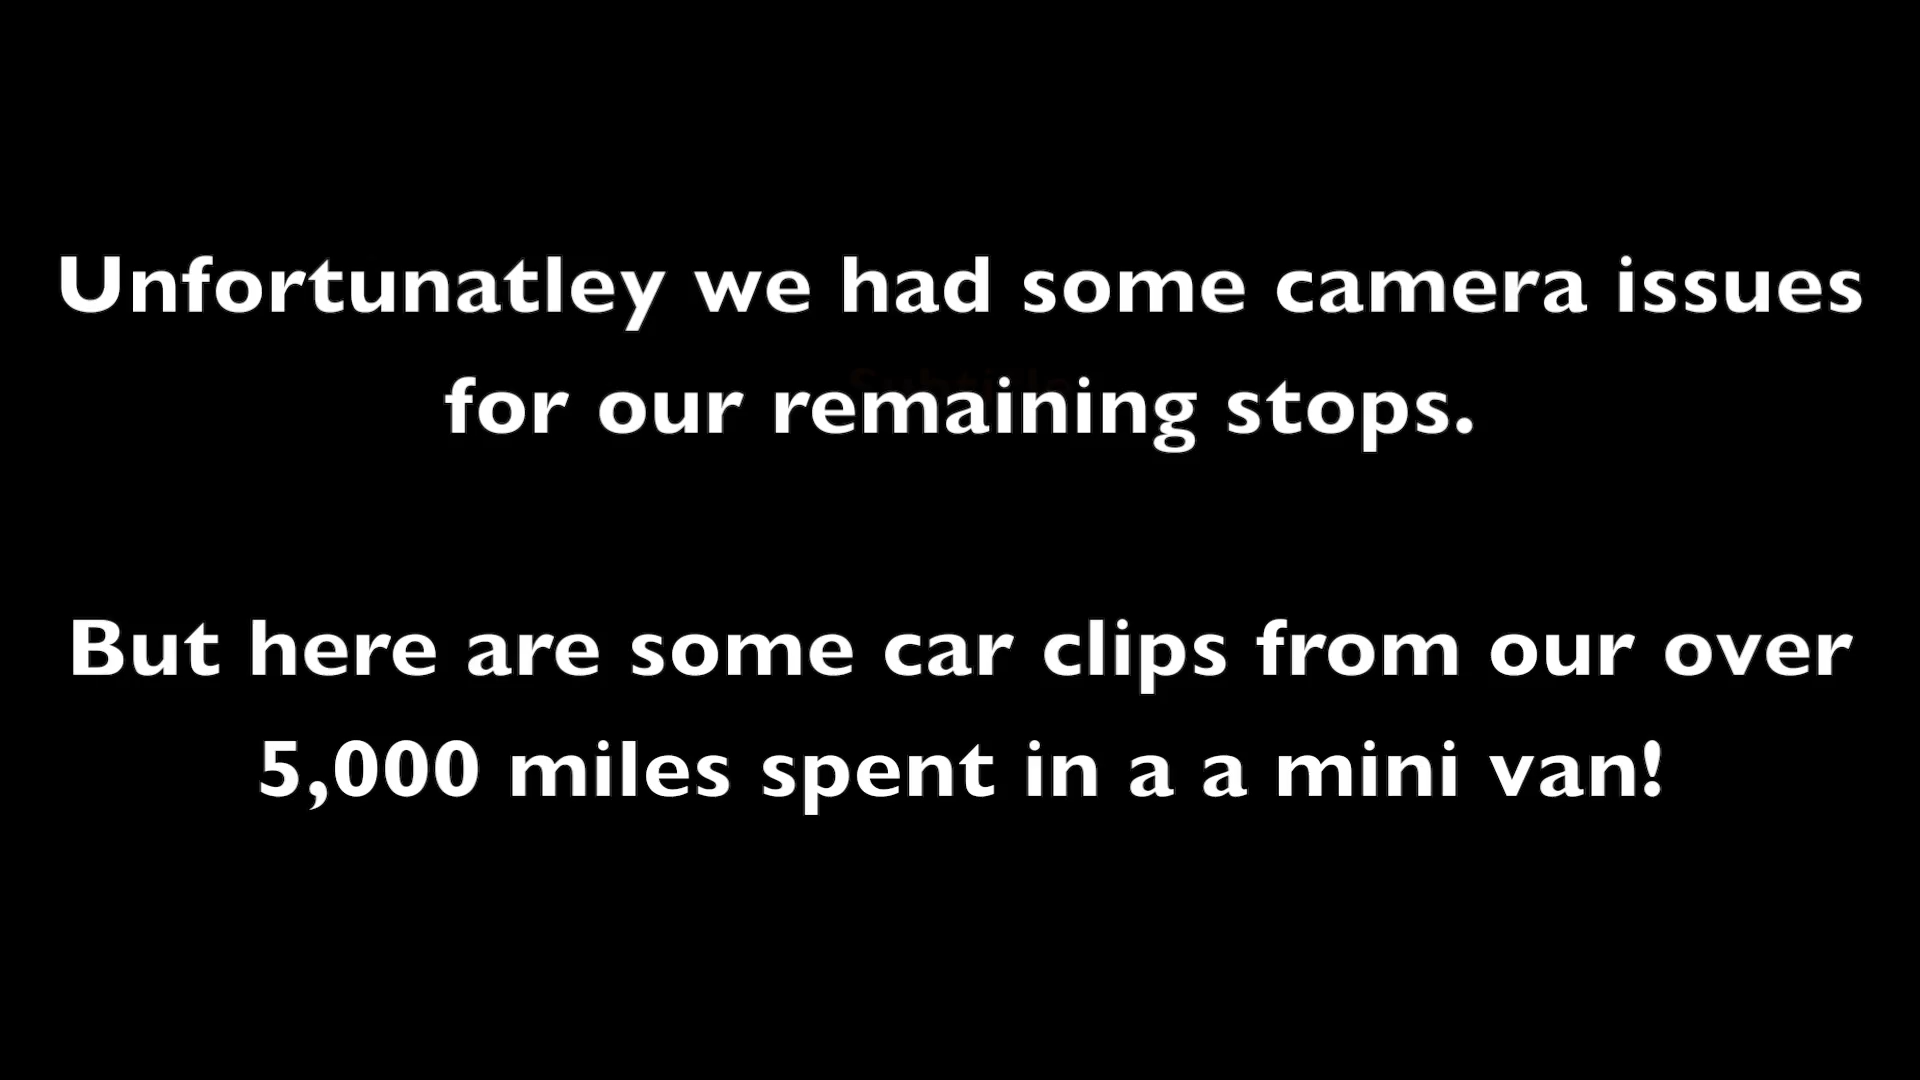 Unfortunatley we had some camera issues
for our remaining stops.
But here are some car clips from our over
5,000 miles spent in a a mini van!